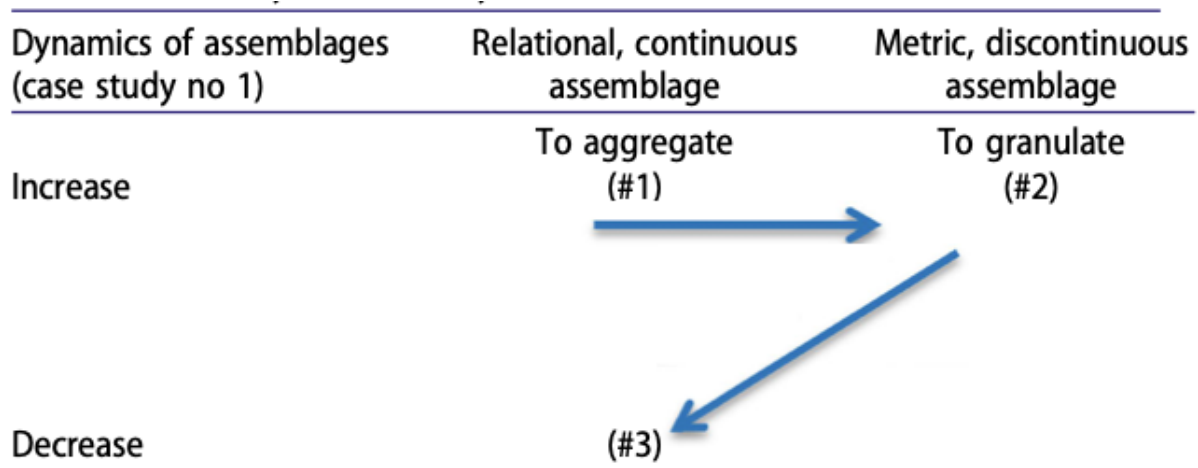 Dynamics of assemblages
(case study no 1)
Relational, continuous
assemblage
Metric, discontinuous
assemblage
To aggregate
To granulate
Increase
(#1)
(#2)
Decrease
(#3)